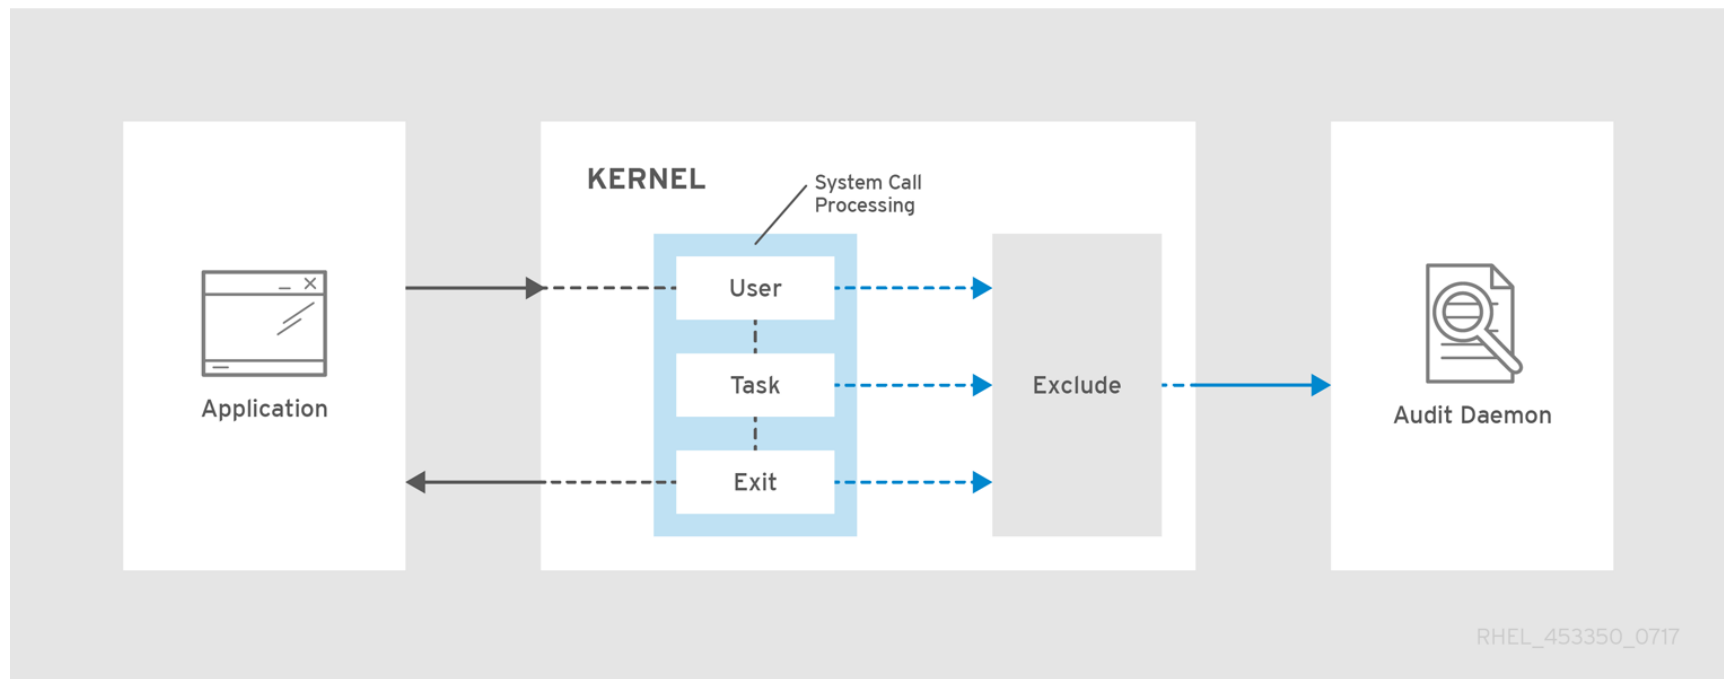 KERNEL
System Call
Processing
User
Task
Exit
Exclude
Application
Audit Daemon
RHEL_453350_0717